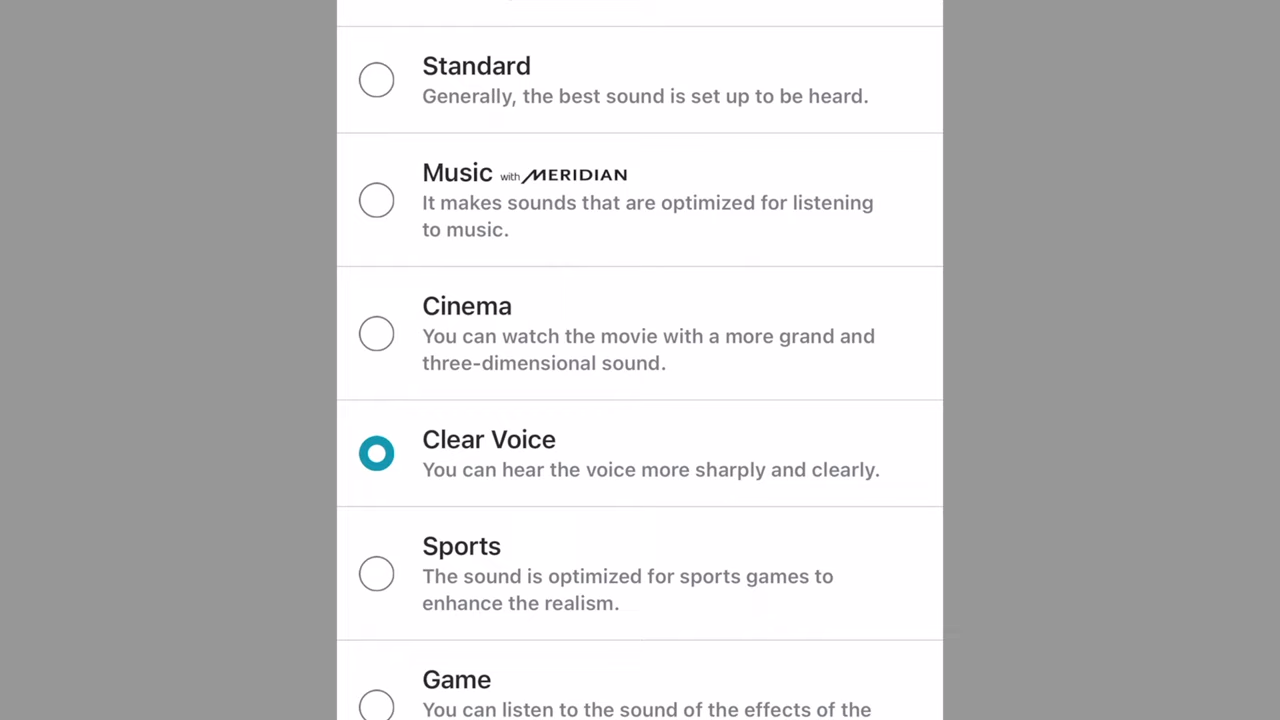 Standard
Generally, the best sound is set up to be heard.
Music with MERIDIAN
It makes sounds that are optimized for listening
to music.
Cinema
You can watch the movie with a more grand and
three-dimensional sound.
Clear Voice
You can hear the voice more sharply and clearly.
Sports
The sound is optimized for sports games to
enhance the realism.
Game
You can listen to the sound of the effects of the